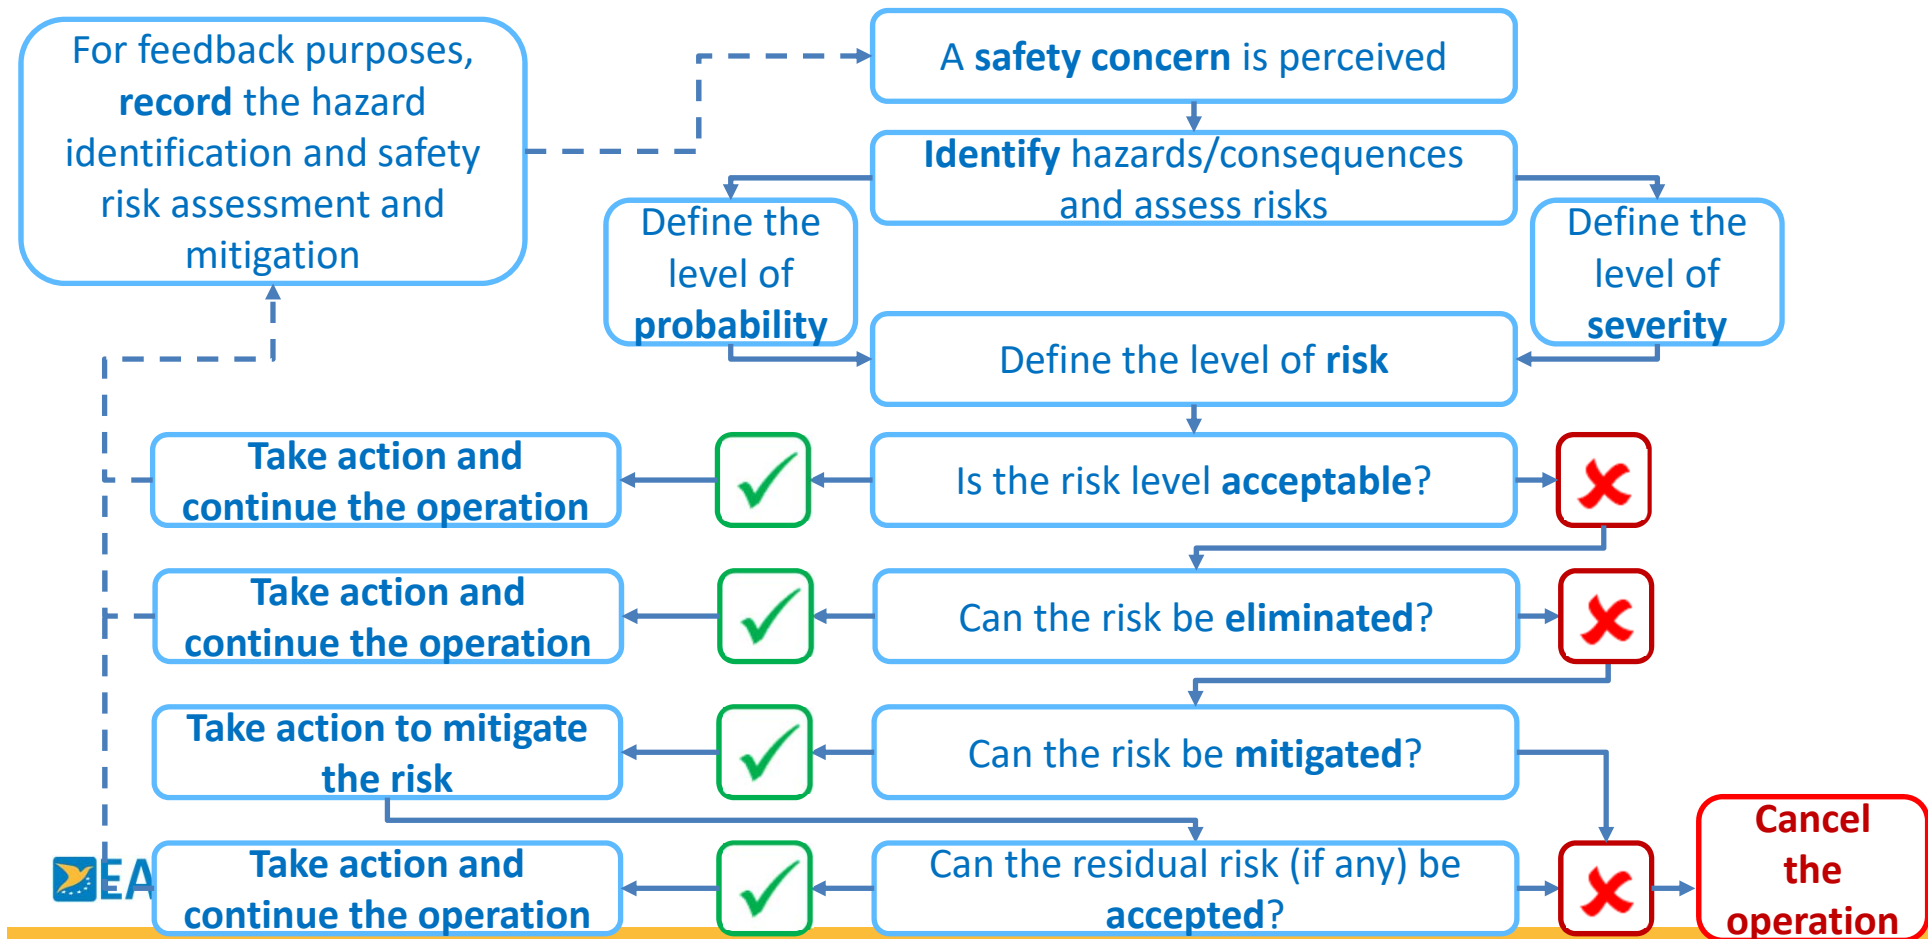 For feedback purposes,
record the hazard
identification and safety
risk assessment and
mitigation
A safety concern is perceived
Identify hazards/consequences
and assess risks
Define the
level of
probability
Define the
level of
severity
Define the level of risk
Is the risk level acceptable?
Take action and
continue the operation
Can the risk be eliminated?
Take action and
continue the operation
Can the risk be mitigated?
Take action to mitigate
the risk
Can the residual risk (if any) be
accepted?
Take action and
continue the operation
Cancel
the
operation
EA